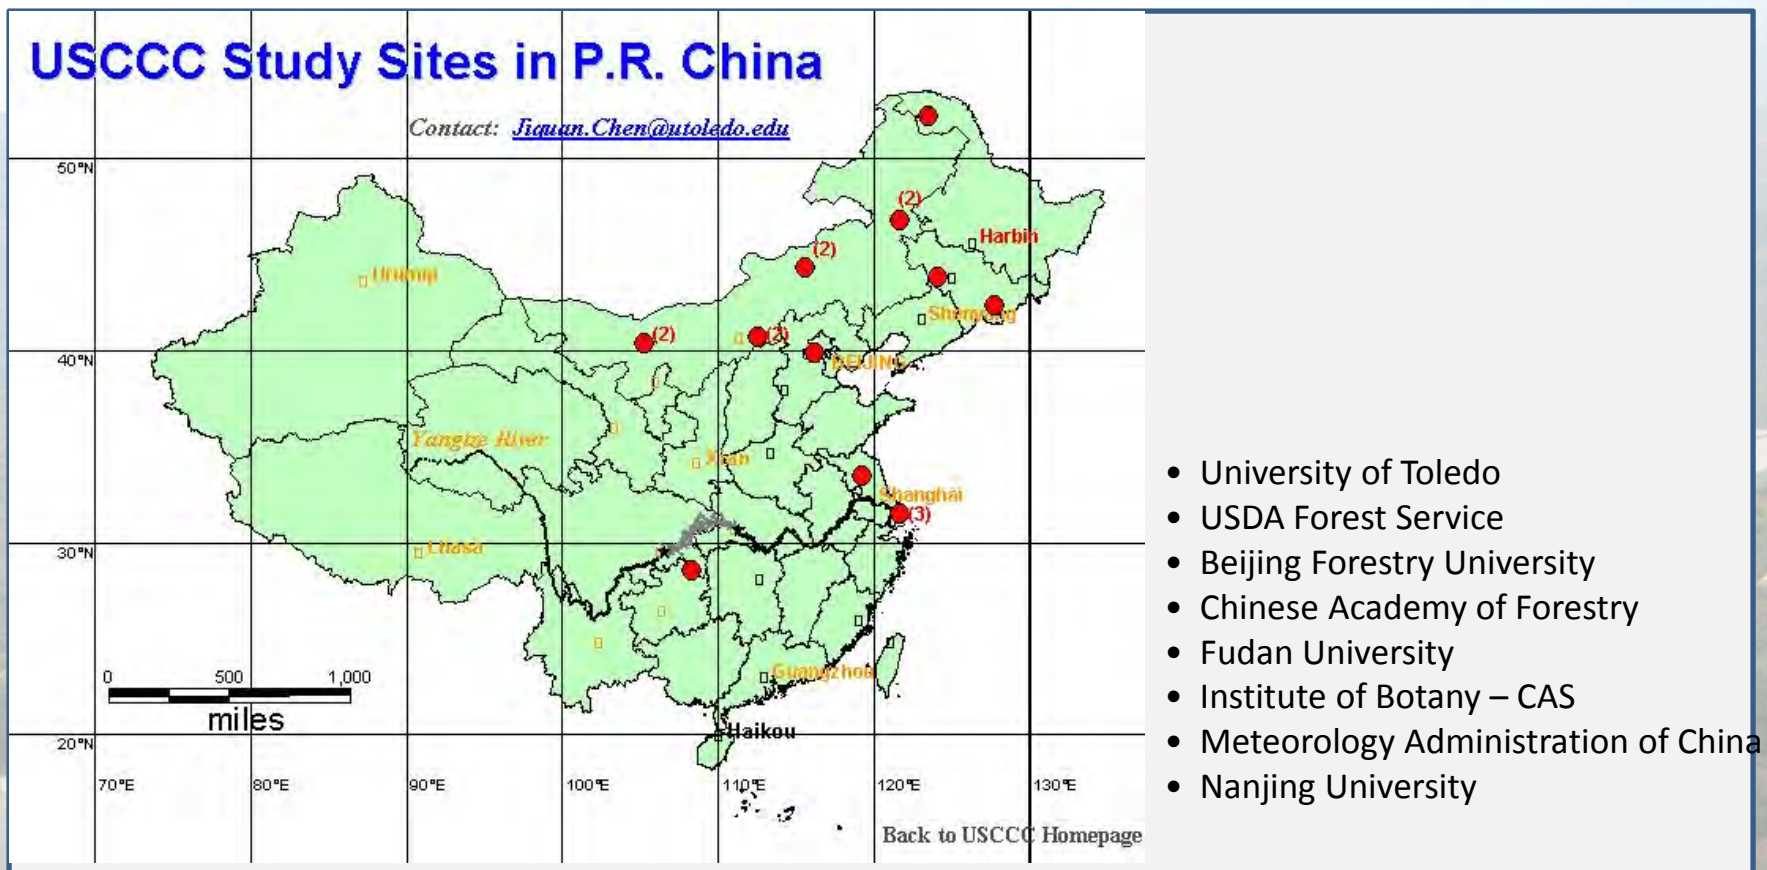 USCCC Study Sites in P.R. China
Contact: Jiquan.Chen@utoledo.edu
50°N
(2)
Harbin
(2)
Urumqi
Shenyang
(2)
(2)
40°N
BEIJING
Yangtze River
Xian
Shanghai
(3)
30°N
Lhasa
Guangzhou
0 500 1,000
miles
Haikou
20°N
70°E 80°E 90°E 100°E 110°E 120°E 130°E
Back to USCCC Homepage
• University of Toledo
• USDA Forest Service
• Beijing Forestry University
• Chinese Academy of Forestry
• Fudan University
• Institute of Botany – CAS
• Meteorology Administration of China
• Nanjing University